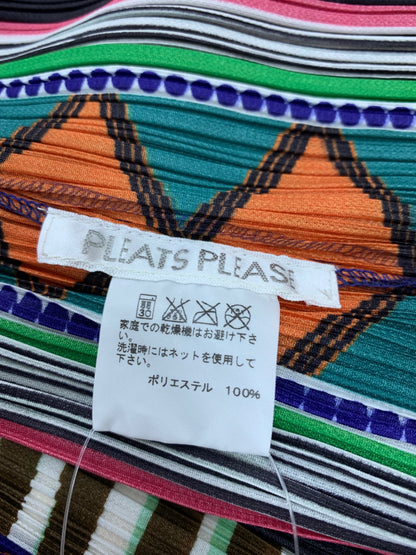 PLEATS PLEASE
家庭での乾燥機はお避け下さい。
洗濯時にはネットを使用して下さい。
ポリエステル 100%